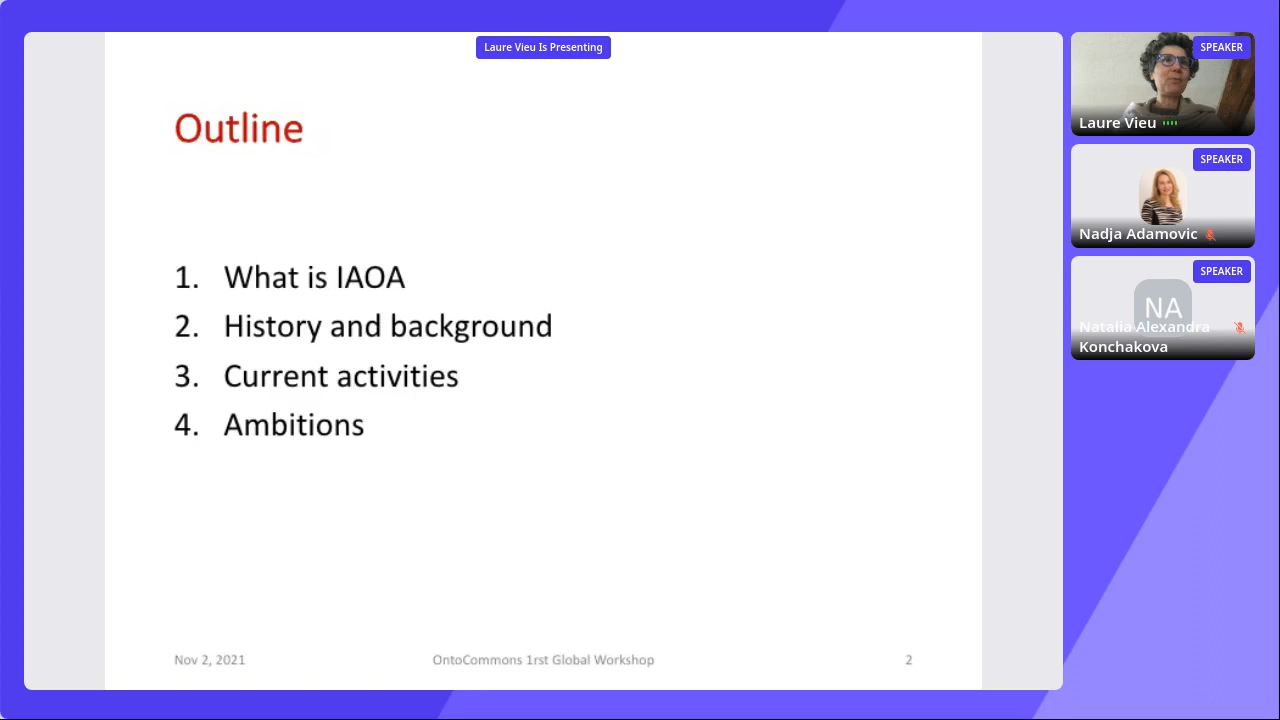 Laure Vieu Is Presenting
Outline
1. What is IAOA
2. History and background
3. Current activities
4. Ambitions
Nov 2, 2021
OntoCommons 1rst Global Workshop
2
SPEAKER
Laure Vieu
SPEAKER
Nadja Adamovic
SPEAKER
NA
Natalia Alexandra
Konchakova